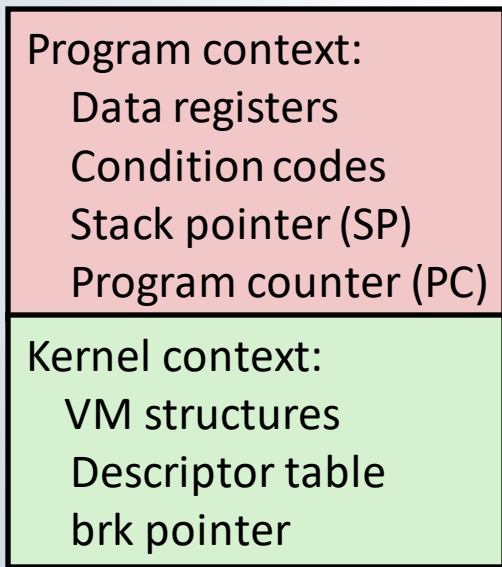 Program context:
Data registers
Condition codes
Stack pointer (SP)
Program counter (PC)
Kernel context:
VM structures
Descriptor table
brk pointer